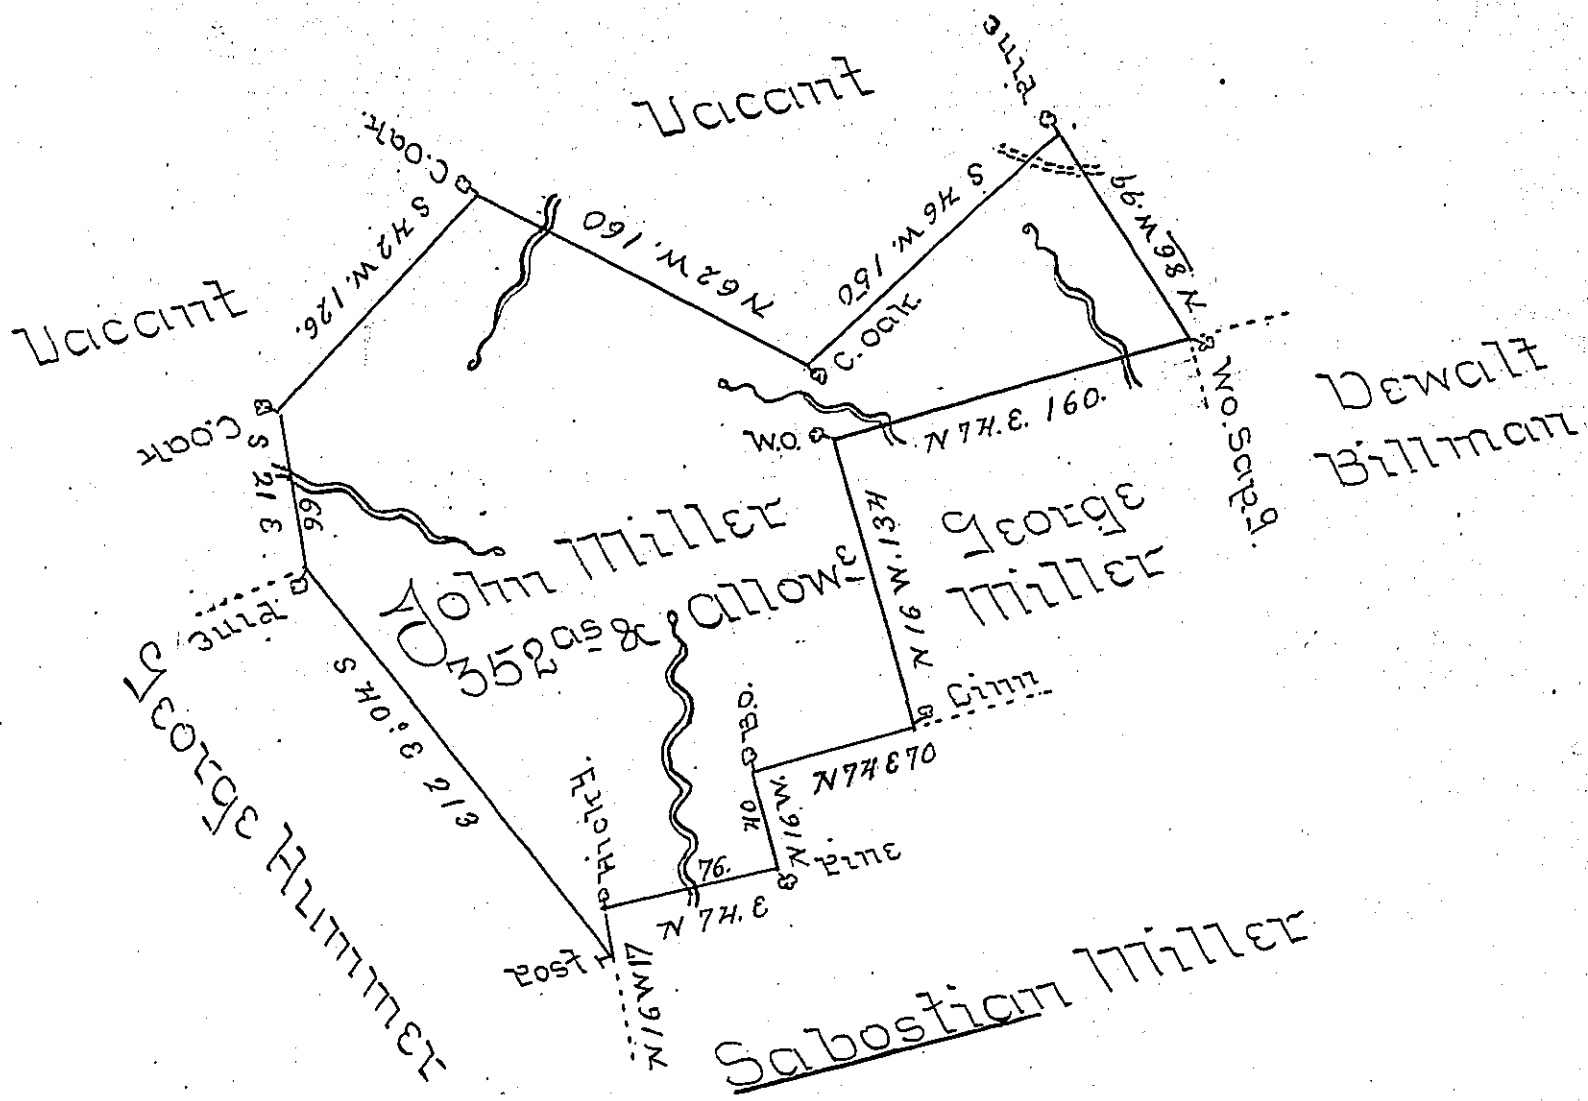 Vacant
Pine
C. Oak.
S 46 W. 150
N 86 W. 99
N 62 W. 160
S 42 W. 126.
Vacant
C. Oak
C. Oak
W.O.
N 74. E. 160.
W.O. Sapg.
Dewalt
Billman
S 21 E. 66
John Miller
352 as & allowe
N 16 W. 134
George
Miller
Pine
George Hummer
S 40. E. 213
Hick'y.
B.O.
Linn
N 74 E 70
N 16 W.
40
Pine
76.
N 74. E
Post
N 16 W 17
Sabostian Miller